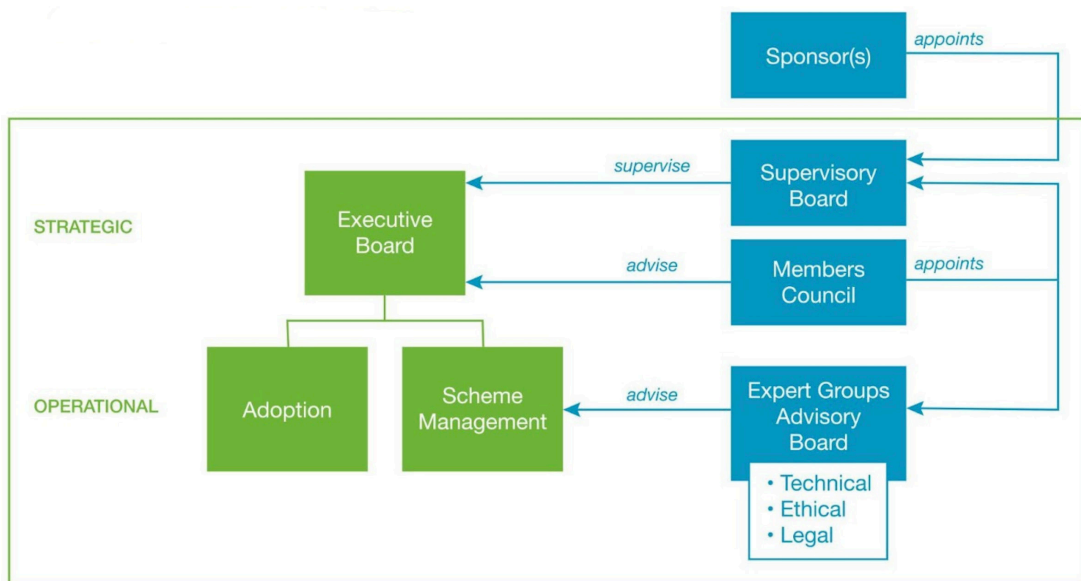 Sponsor(s)
appoints
supervise
Supervisory
Board
STRATEGIC
Executive
Board
advise
Members
Council
appoints
OPERATIONAL
Adoption
Scheme
Management
advise
Expert Groups
Advisory
Board
• Technical
• Ethical
• Legal